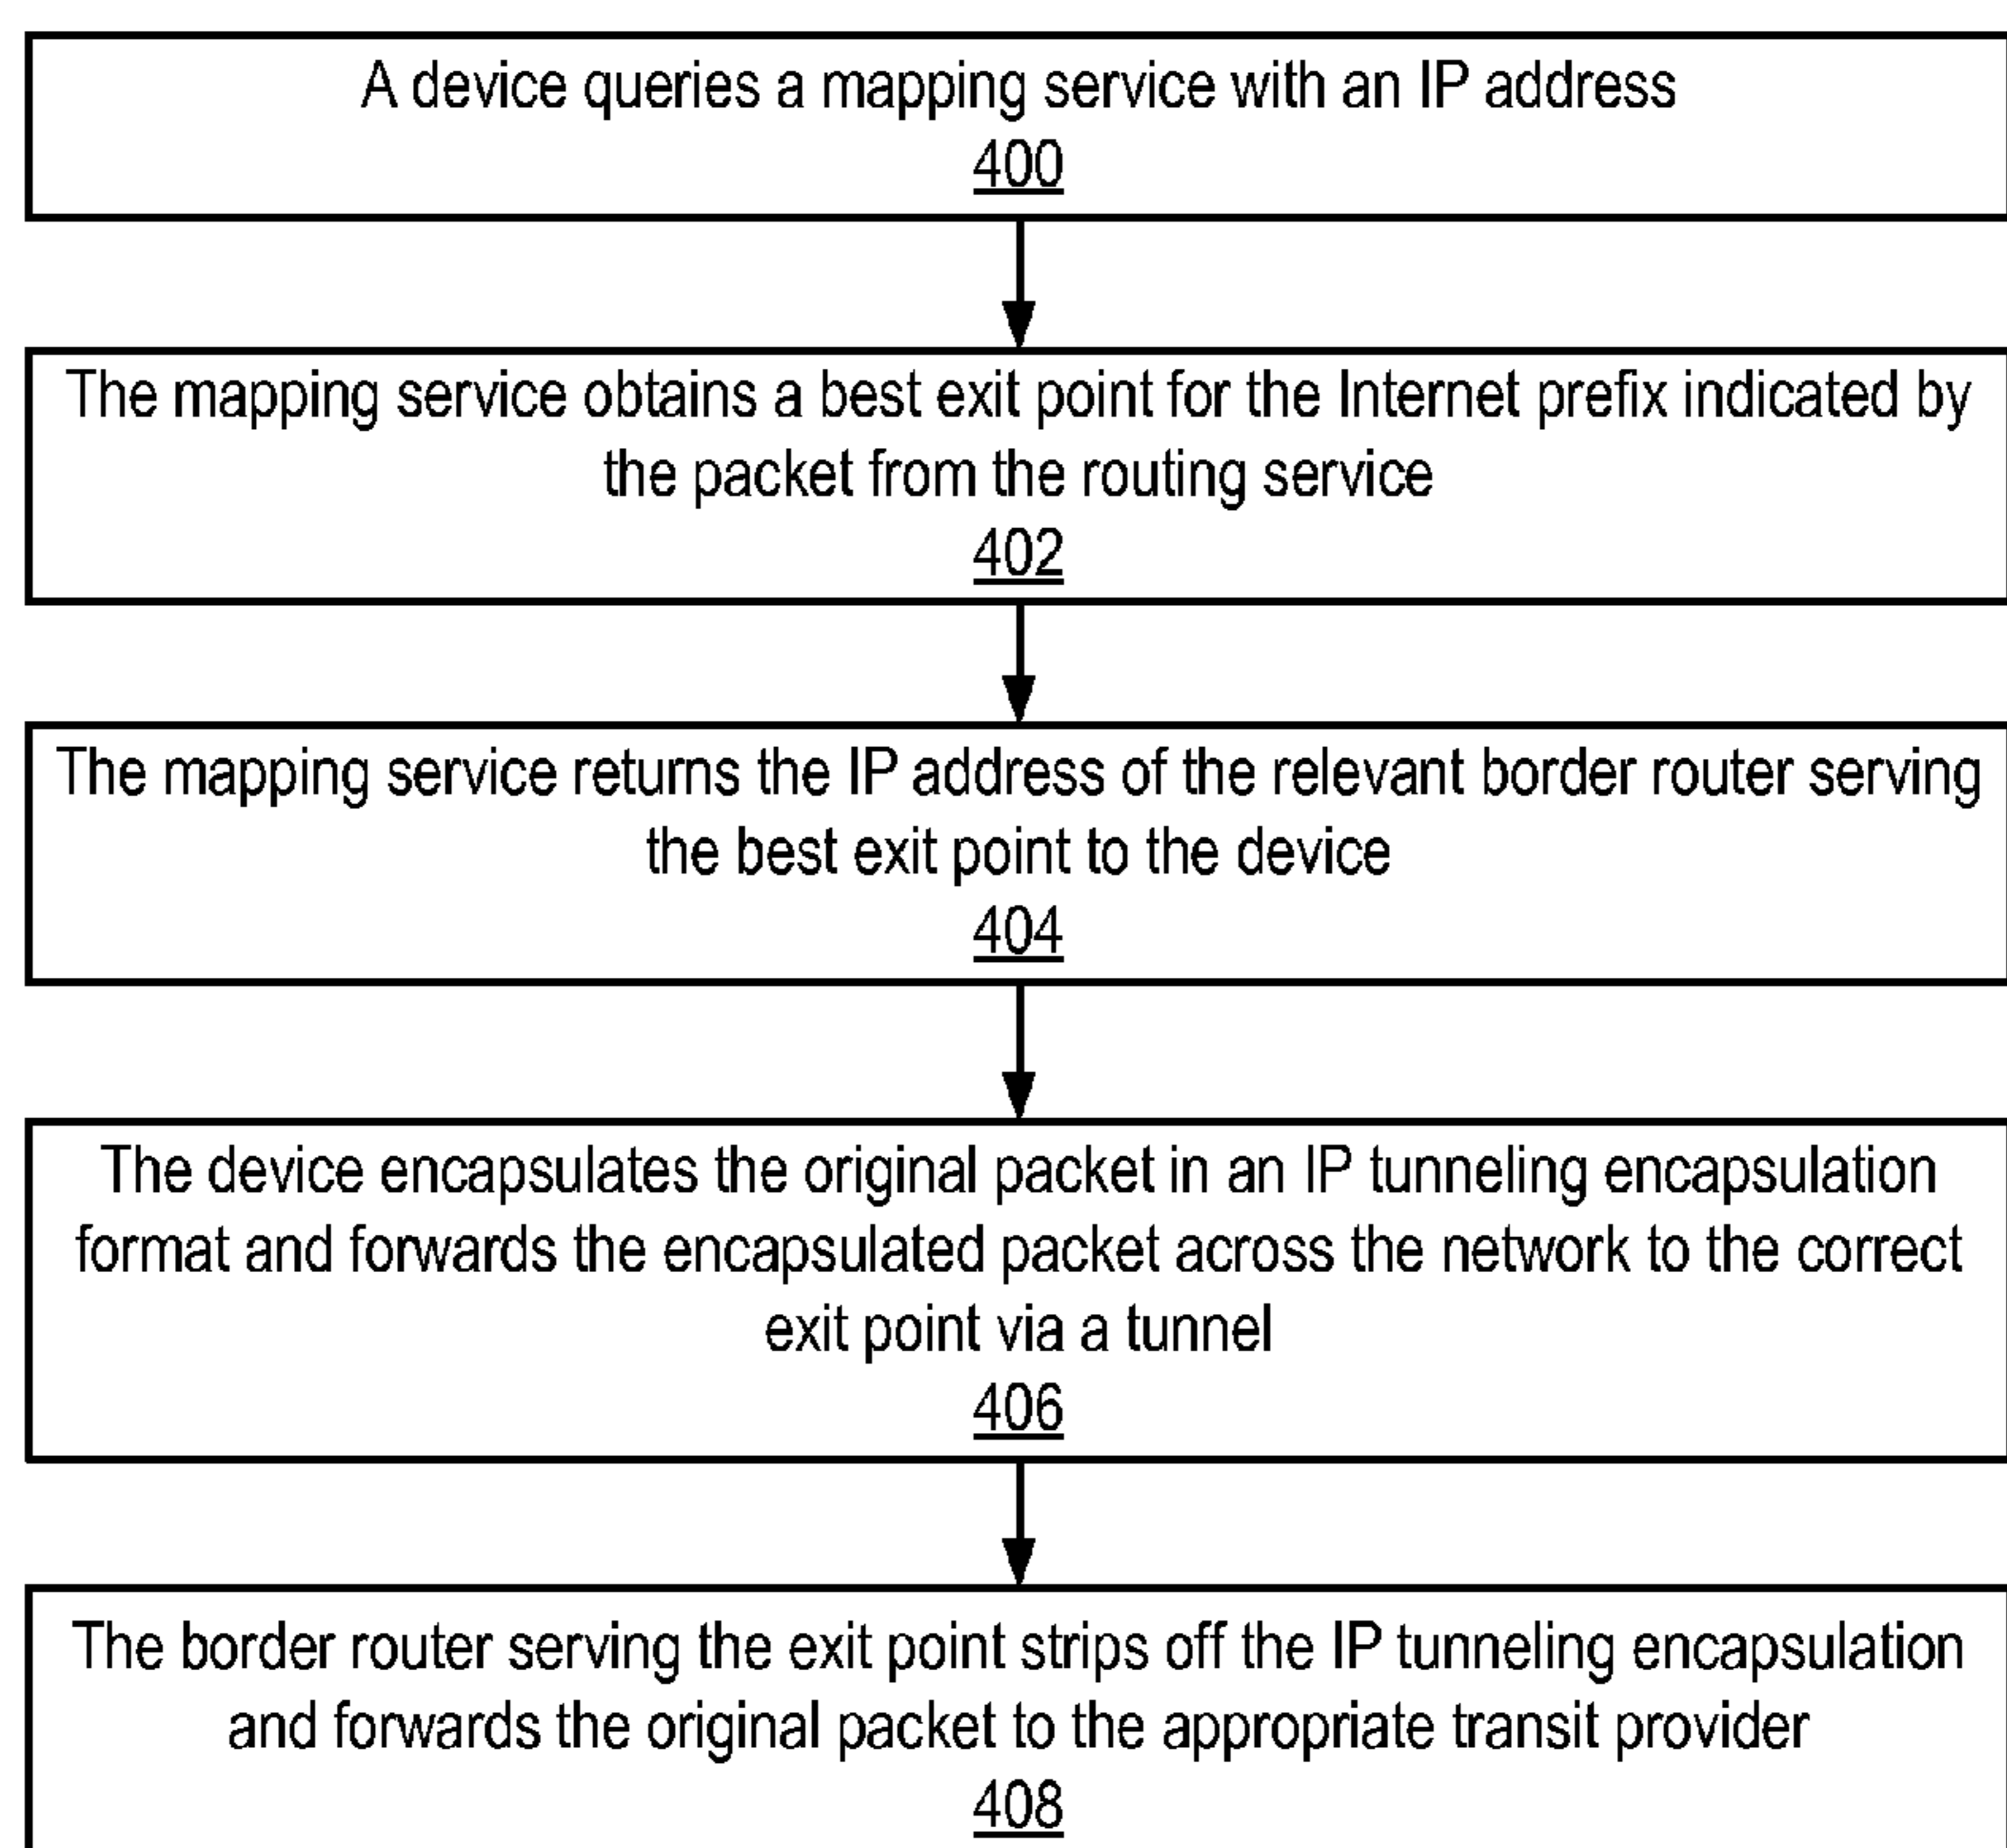 A device queries a mapping service with an IP address
400
The mapping service obtains a best exit point for the Internet prefix indicated by
the packet from the routing service
402
The mapping service returns the IP address of the relevant border router serving
the best exit point to the device
404
The device encapsulates the original packet in an IP tunneling encapsulation
format and forwards the encapsulated packet across the network to the correct
exit point via a tunnel
406
The border router serving the exit point strips off the IP tunneling encapsulation
and forwards the original packet to the appropriate transit provider
408